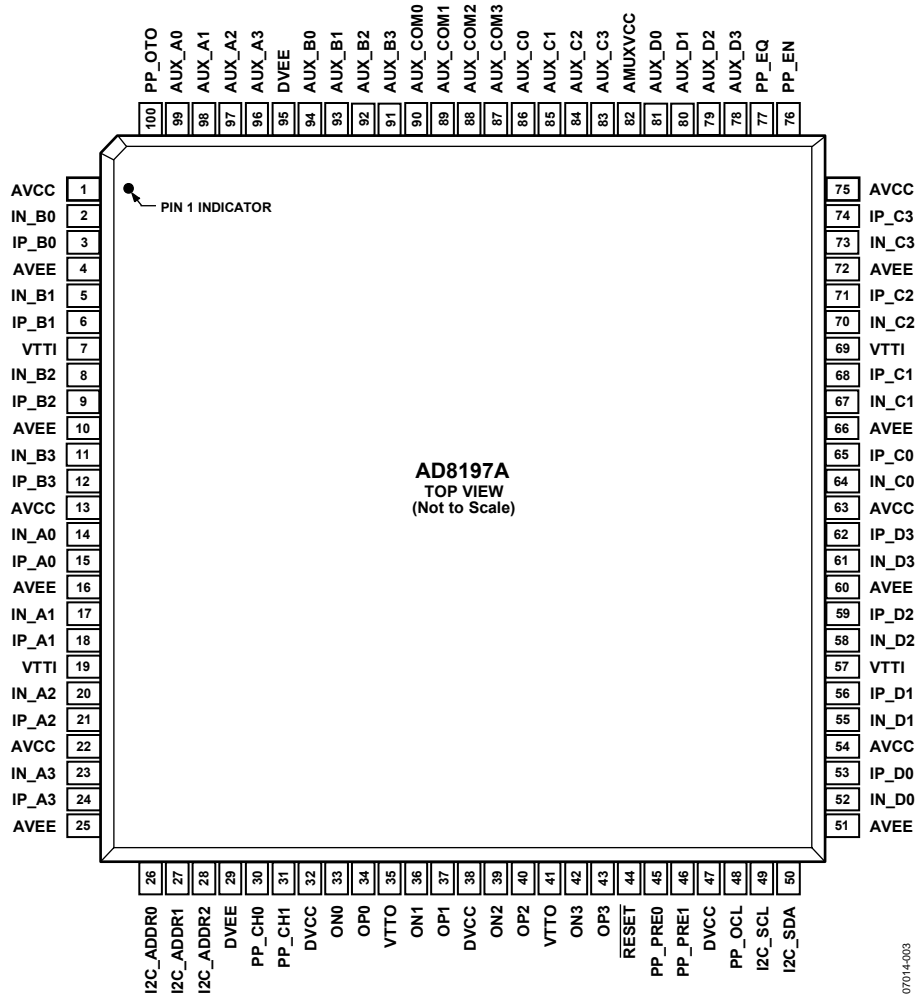 PP_OTO
AUX_A0
AUX_A1
AUX_A2
AUX_A3
DVEE
AUX_B0
AUX_B1
AUX_B2
AUX_B3
AUX_COM0
AUX_COM1
AUX_COM2
AUX_COM3
AUX_C0
AUX_C1
AUX_C2
AUX_C3
AMUXVCC
AUX_D0
AUX_D1
AUX_D2
AUX_D3
PP_EQ
PP_EN
100 99 98 97 96 95 94 93 92 91 90 89 88 87 86 85 84 83 82 81 80 79 78 77 76
AVCC 1
IN_B0 2
IP_B0 3
AVEE 4
IN_B1 5
IP_B1 6
VTTI 7
IN_B2 8
IP_B2 9
AVEE 10
IN_B3 11
IP_B3 12
AVCC 13
IN_A0 14
IP_A0 15
AVEE 16
IN_A1 17
IP_A1 18
VTTI 19
IN_A2 20
IP_A2 21
AVCC 22
IN_A3 23
IP_A3 24
AVEE 25
PIN 1 INDICATOR
AD8197A
TOP VIEW
(Not to Scale)
75 AVCC
74 IP_C3
73 IN_C3
72 AVEE
71 IP_C2
70 IN_C2
69 VTTI
68 IP_C1
67 IN_C1
66 AVEE
65 IP_C0
64 IN_C0
63 AVCC
62 IP_D3
61 IN_D3
60 AVEE
59 IP_D2
58 IN_D2
57 VTTI
56 IP_D1
55 IN_D1
54 AVCC
53 IP_D0
52 IN_D0
51 AVEE
26 27 28 29 30 31 32 33 34 35 36 37 38 39 40 41 42 43 44 45 46 47 48 49 50
I2C_ADDR0
I2C_ADDR1
I2C_ADDR2
DVEE
PP_CH0
PP_CH1
DVCC
ON0
OP0
VTTO
ON1
OP1
DVCC
ON2
OP2
VTTO
ON3
OP3
RESET
PP_PRE0
PP_PRE1
DVCC
PP_OCL
I2C_SCL
I2C_SDA
07014-003